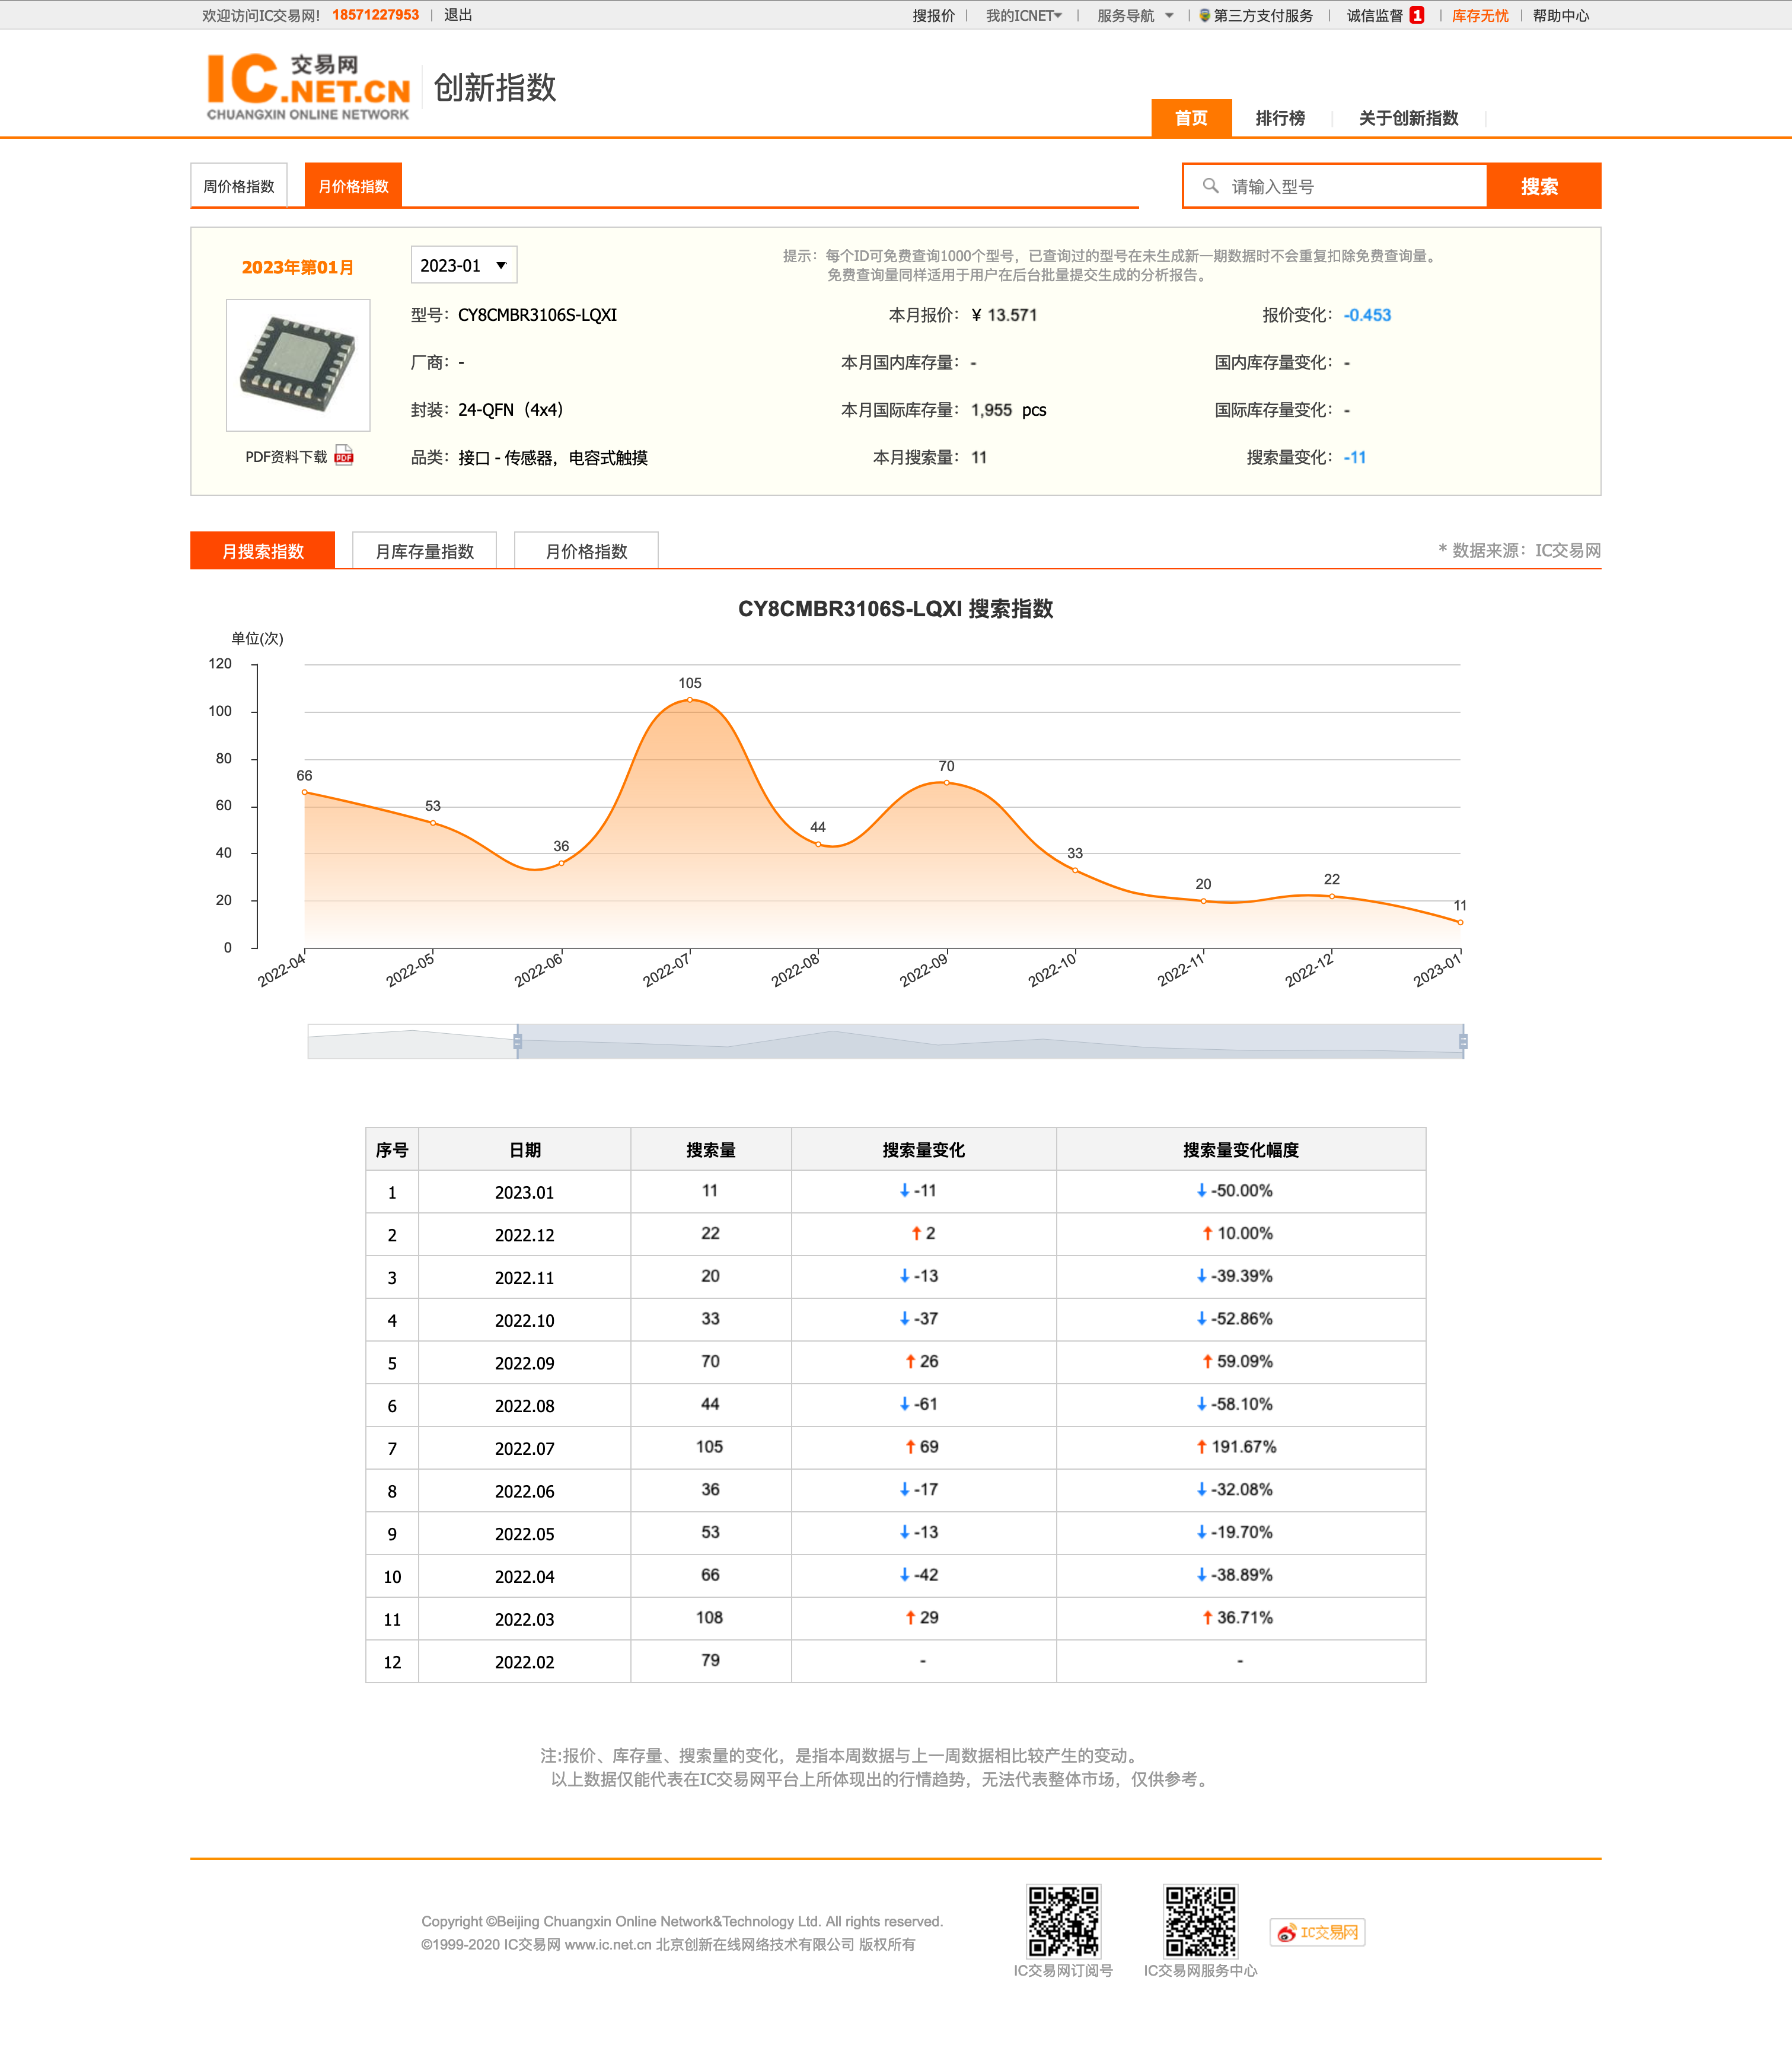 欢迎访问IC交易网! 18571227953 | 退出
搜报价 | 我的ICNET | 服务导航 | 第三方支付服务 | 诚信监督 1 | 库存无忧 | 帮助中心
IC.NET.CN 交易网
CHUANGXIN ONLINE NETWORK
创新指数
首页 排行榜 关于创新指数
周价格指数 月价格指数
请输入型号 搜索
2023年第01月
2023-01
提示：每个ID可免费查询1000个型号，已查询过的型号在未生成新一期数据时不会重复扣除免费查询量。
免费查询量同样适用于用户在后台批量提交生成的分析报告。
型号：CY8CMBR3106S-LQXI 本月报价：¥ 13.571 报价变化：-0.453
厂商：- 本月国内库存量：- 国内库存量变化：-
封装：24-QFN（4x4） 本月国际库存量：1,955 pcs 国际库存量变化：-
品类：接口 - 传感器，电容式触摸 本月搜索量：11 搜索量变化：-11
PDF资料下载 PDF
月搜索指数 月库存量指数 月价格指数
* 数据来源：IC交易网
CY8CMBR3106S-LQXI 搜索指数
单位(次)
120
100
80
60
40
20
0
66
53
36
105
44
70
33
20
22
11
2022-04 2022-05 2022-06 2022-07 2022-08 2022-09 2022-10 2022-11 2022-12 2023-01
序号 日期 搜索量 搜索量变化 搜索量变化幅度
1 2023.01 11 ↓ -11 ↓ -50.00%
2 2022.12 22 ↑ 2 ↑ 10.00%
3 2022.11 20 ↓ -13 ↓ -39.39%
4 2022.10 33 ↓ -37 ↓ -52.86%
5 2022.09 70 ↑ 26 ↑ 59.09%
6 2022.08 44 ↓ -61 ↓ -58.10%
7 2022.07 105 ↑ 69 ↑ 191.67%
8 2022.06 36 ↓ -17 ↓ -32.08%
9 2022.05 53 ↓ -13 ↓ -19.70%
10 2022.04 66 ↓ -42 ↓ -38.89%
11 2022.03 108 ↑ 29 ↑ 36.71%
12 2022.02 79 - -
注:报价、库存量、搜索量的变化，是指本周数据与上一周数据相比较产生的变动。
以上数据仅能代表在IC交易网平台上所体现出的行情趋势，无法代表整体市场，仅供参考。
Copyright ©Beijing Chuangxin Online Network&Technology Ltd. All rights reserved.
©1999-2020 IC交易网 www.ic.net.cn 北京创新在线网络技术有限公司 版权所有
IC交易网订阅号
IC交易网服务中心
IC交易网